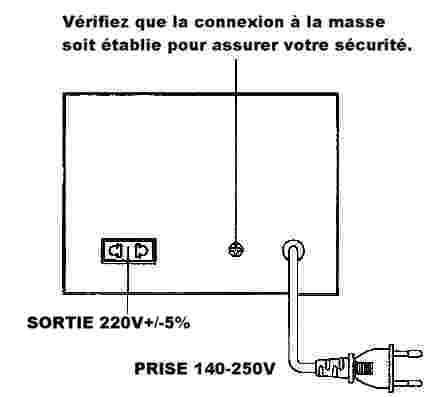 Vérifiez que la connexion à la masse
soit établie pour assurer votre sécurité.
SORTIE 220V+/-5%
PRISE 140-250V